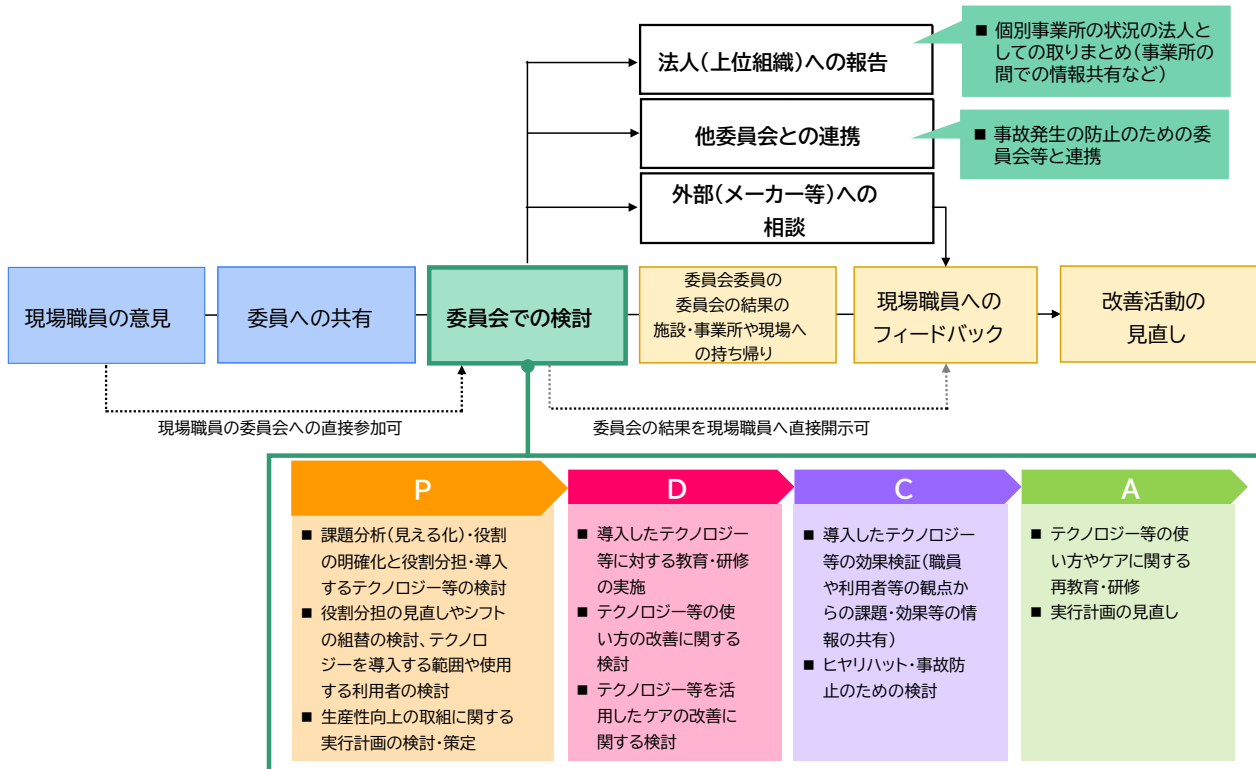 法人（上位組織）への報告
■ 個別事業所の状況の法人と
しての取りまとめ（事業所の
間での情報共有など）
他委員会との連携
■ 事故発生の防止のための委
員会等と連携
外部（メーカー等）への
相談
現場職員の意見
委員への共有
委員会での検討
委員会委員の
委員会の結果の
施設・事業所や現場へ
の持ち帰り
現場職員への
フィードバック
改善活動の
見直し
現場職員の委員会への直接参加可
委員会の結果を現場職員へ直接開示可
P
■ 課題分析（見える化）・役割
の明確化と役割分担・導入
するテクノロジー等の検討
■ 役割分担の見直しやシフト
の組替の検討、テクノロ
ジーを導入する範囲や使用
する利用者の検討
■ 生産性向上の取組に関する
実行計画の検討・策定
D
■ 導入したテクノロジー
等に対する教育・研修
の実施
■ テクノロジー等の使
い方の改善に関する
検討
■ テクノロジー等を活
用したケアの改善に
関する検討
C
■ 導入したテクノロジー
等の効果検証（職員
や利用者等の観点か
らの課題・効果等の情
報の共有）
■ ヒヤリハット・事故防
止のための検討
A
■ テクノロジー等の使
い方やケアに関する
再教育・研修
■ 実行計画の見直し